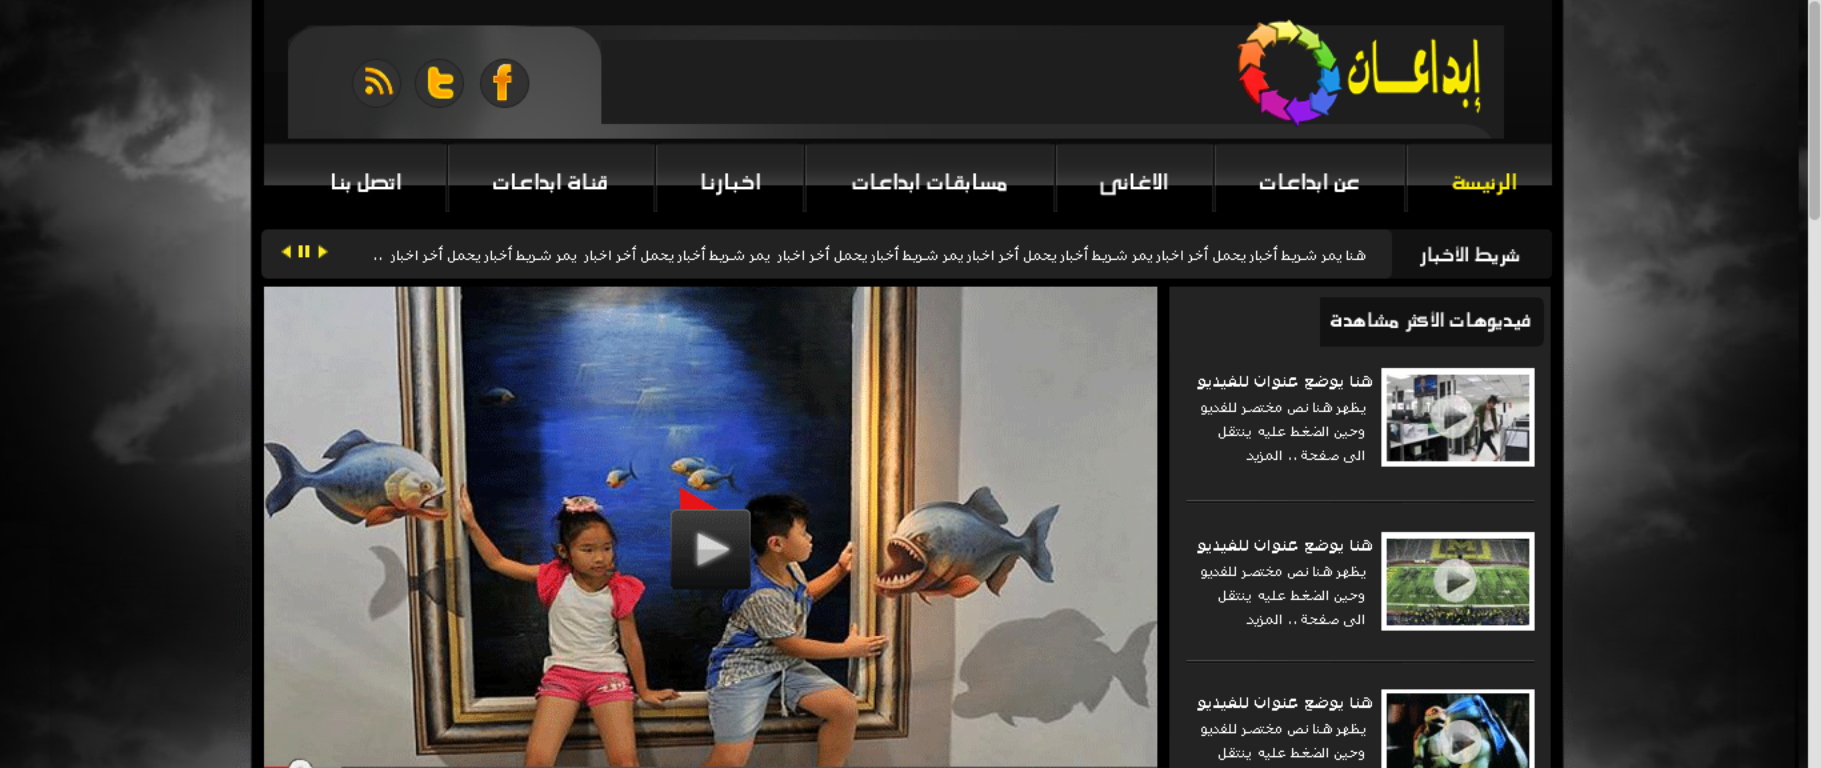 إبداعـــات
الرئيسة
عن ابداعات
الاغانى
مسابقات ابداعات
اخبارنا
قناة ابداعات
اتصل بنا
شريط الأخبار
هنا يمر شريط أخبار يحمل أخر اخبار يمر شريط أخبار يحمل أخر اخبار يمر شريط أخبار يحمل أخر اخبار يمر شريط أخبار يحمل أخر اخبار يمر شريط أخبار يحمل أخر اخبار ..
فيديوهات الأكثر مشاهدة
هنا يوضع عنوان للفيديو
يظهر هنا نص مختصر للفديو
وحين الضغط عليه ينتقل
الى صفحة .. المزيد
هنا يوضع عنوان للفيديو
يظهر هنا نص مختصر للفديو
وحين الضغط عليه ينتقل
الى صفحة .. المزيد
هنا يوضع عنوان للفيديو
يظهر هنا نص مختصر للفديو
وحين الضغط عليه ينتقل